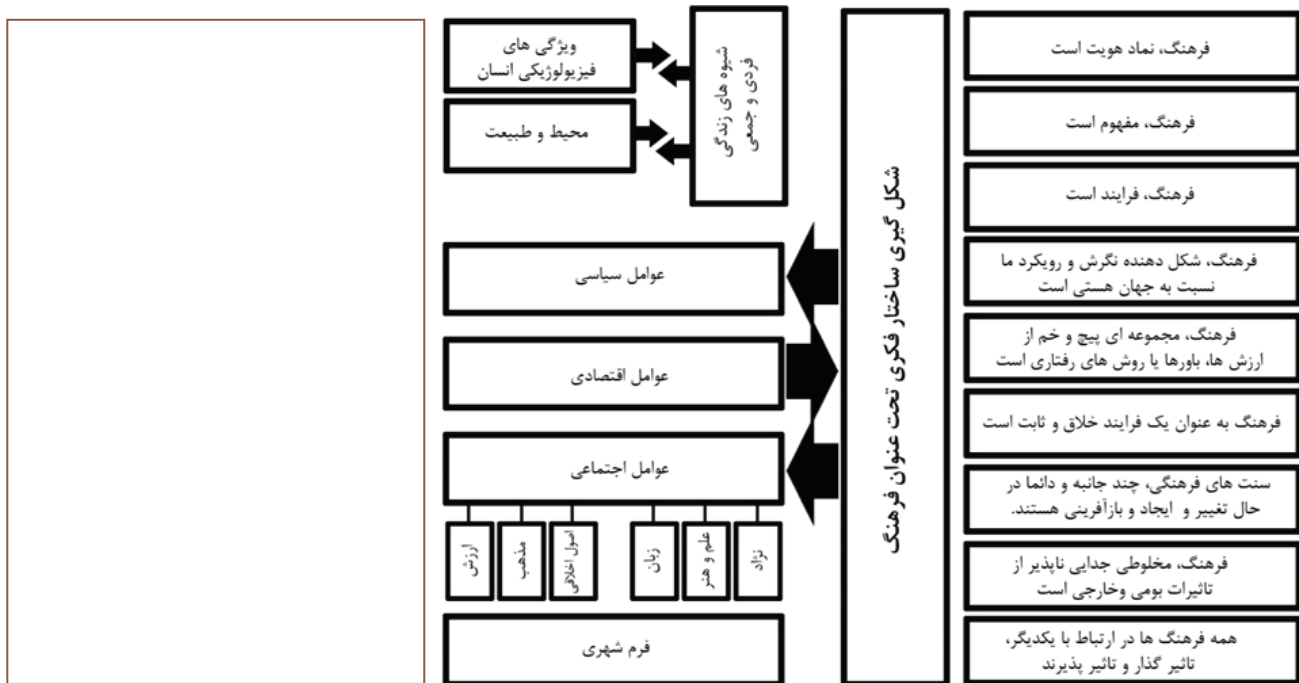 فرهنگ، نماد هویت است
فرهنگ، مفهوم است
فرهنگ، فرایند است
فرهنگ، شکل دهنده نگرش و رویکرد ما
نسبت به جهان هستی است
فرهنگ، مجموعه ای پیچ و خم از
ارزش ها، باورها یا روش های رفتاری است
فرهنگ به عنوان یک فرایند خلاق و ثابت است
سنت های فرهنگی، چند جانبه و دائما در
حال تغییر و ایجاد و بازآفرینی هستند.
فرهنگ، مخلوطی جدایی ناپذیر از
تاثیرات بومی وخارجی است
همه فرهنگ ها در ارتباط با یکدیگر،
تاثیر گذار و تاثیر پذیرند
شکل گیری ساختار فکری تحت عنوان فرهنگ
شیوه های زندگی
فردی و جمعی
ویژگی های
فیزیولوژیکی انسان
محیط و طبیعت
عوامل سیاسی
عوامل اقتصادی
عوامل اجتماعی
نژاد
علم و هنر
زبان
اصول اخلاقی
مذهب
ارزش
فرم شهری